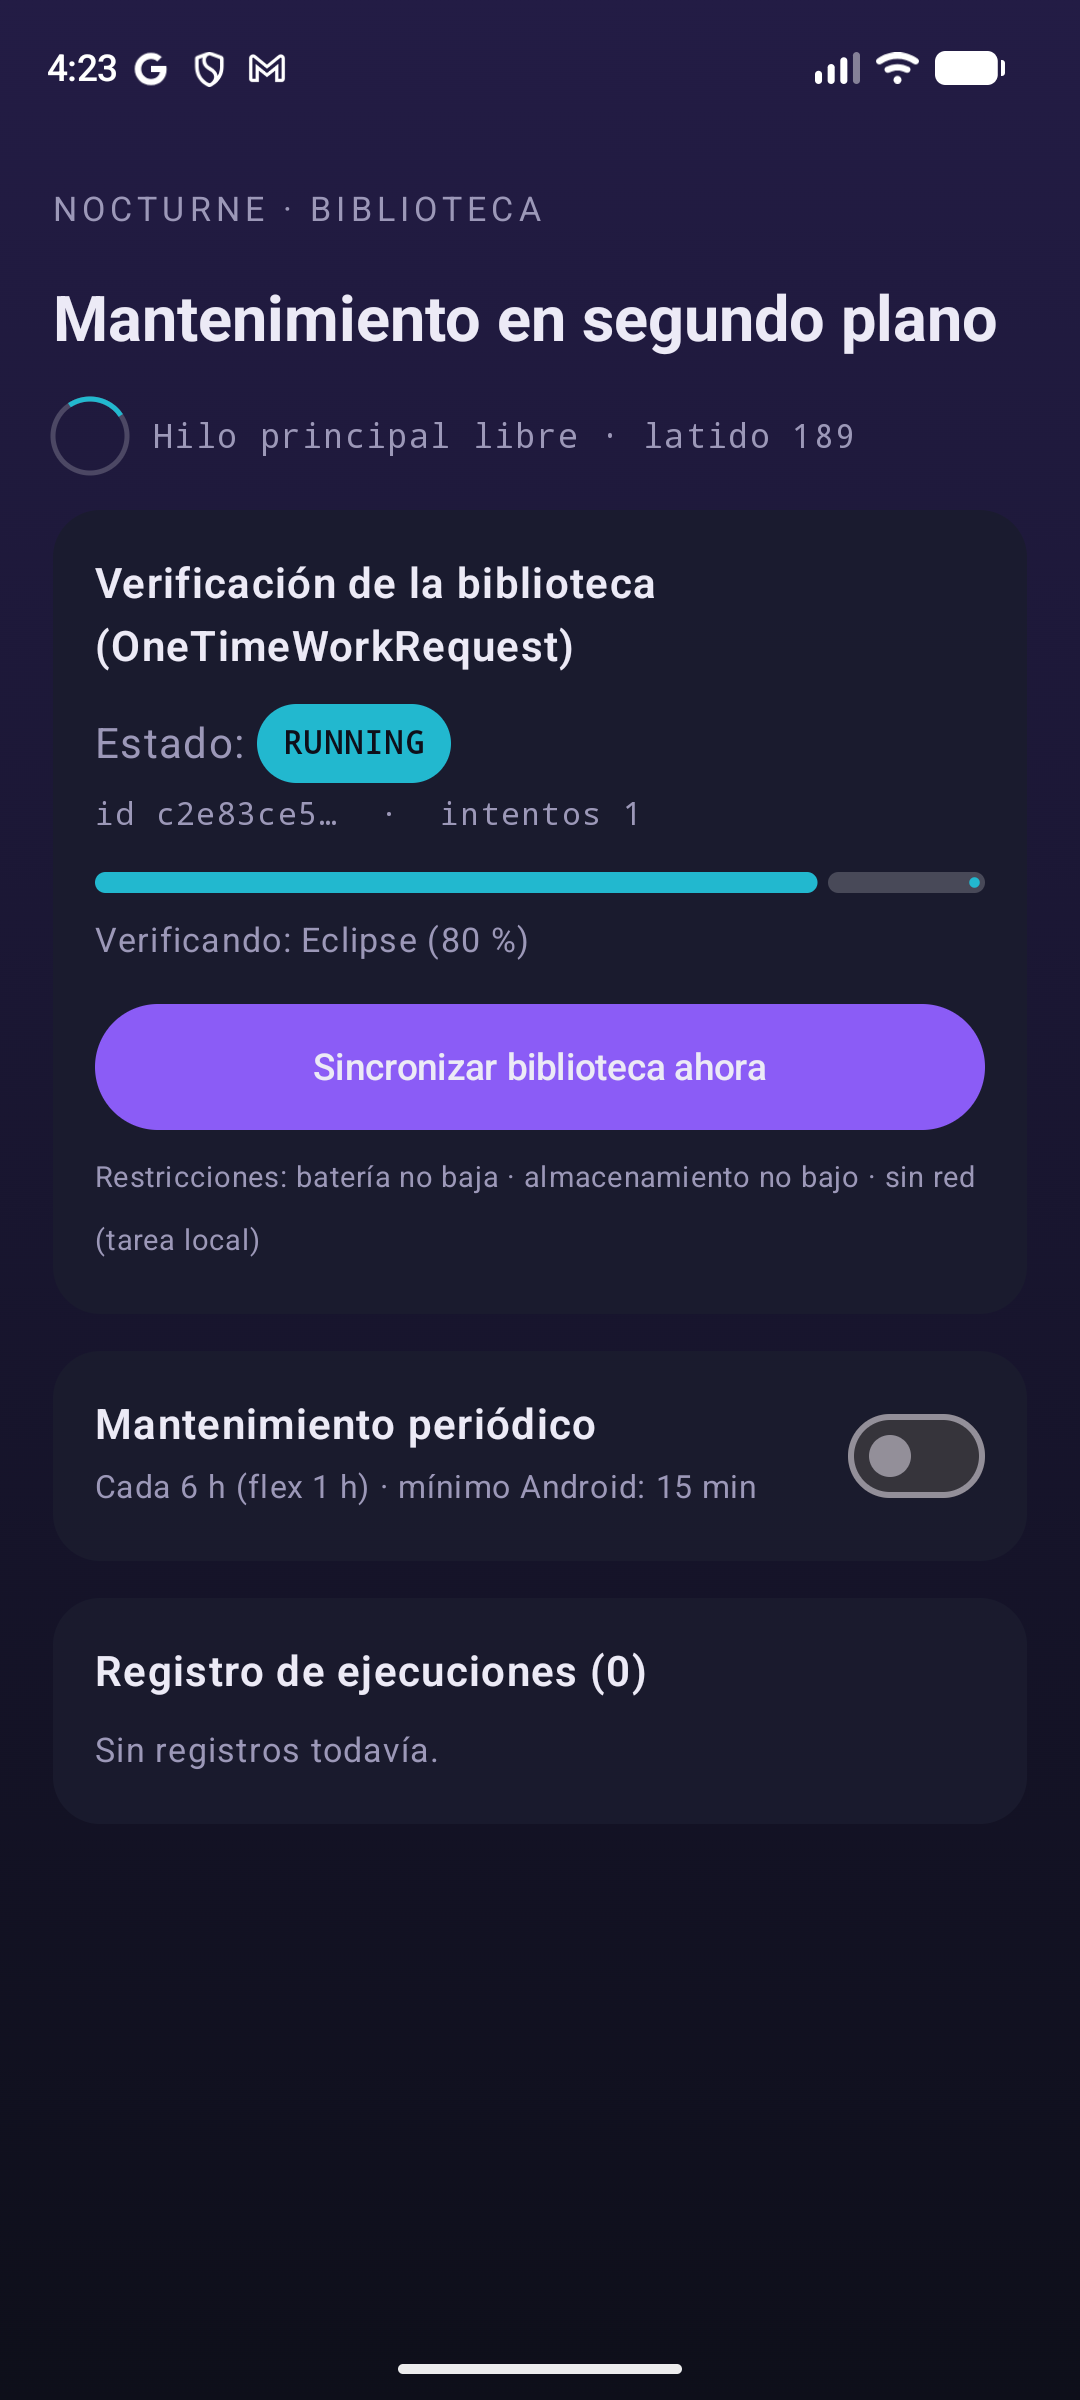 4:23
NOCTURNE · BIBLIOTECA
Mantenimiento en segundo plano
Hilo principal libre · latido 189
Verificación de la biblioteca
(OneTimeWorkRequest)
Estado: RUNNING
id c2e83ce5… · intentos 1
Verificando: Eclipse (80 %)
Sincronizar biblioteca ahora
Restricciones: batería no baja · almacenamiento no bajo · sin red
(tarea local)
Mantenimiento periódico
Cada 6 h (flex 1 h) · mínimo Android: 15 min
Registro de ejecuciones (0)
Sin registros todavía.